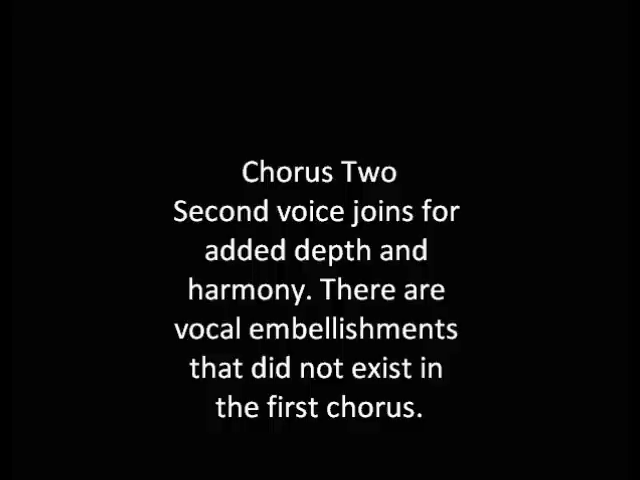 Chorus Two
Second voice joins for
added depth and
harmony. There are
vocal embellishments
that did not exist in
the first chorus.